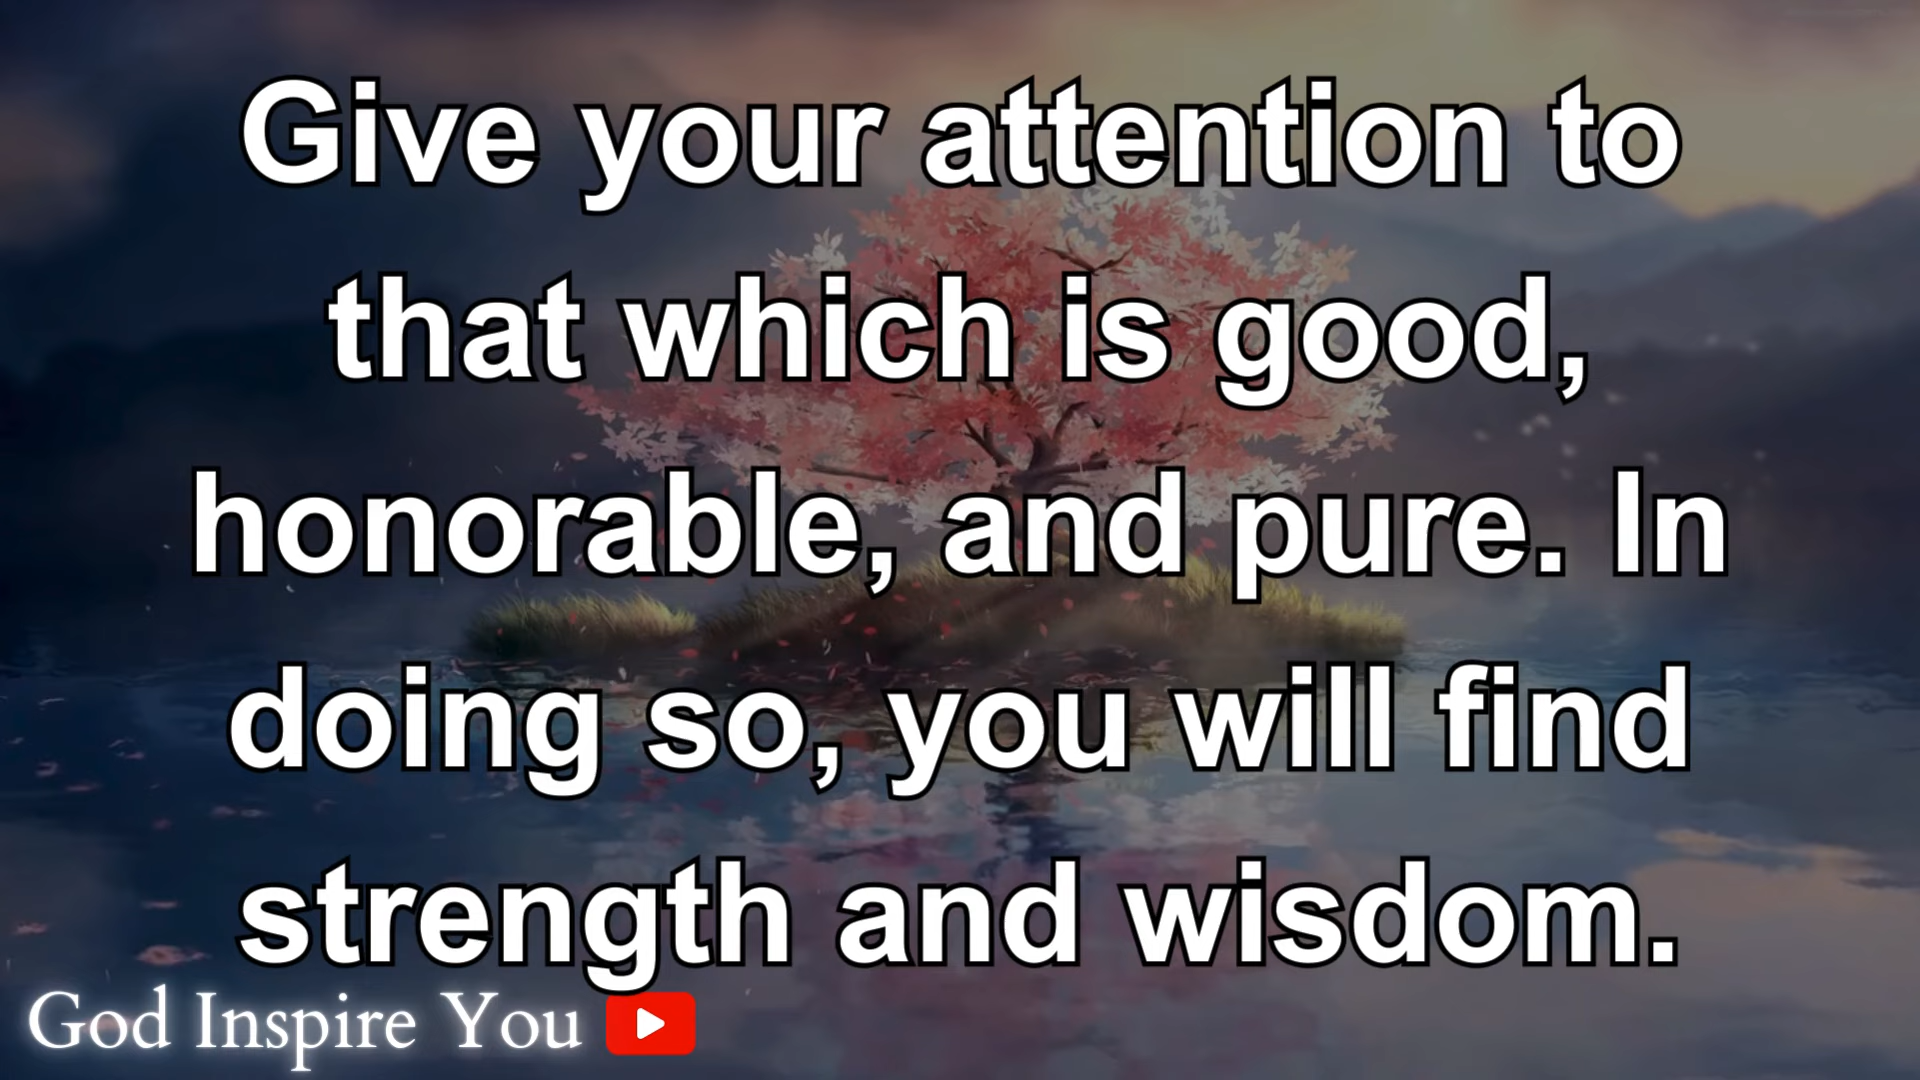 Give your attention to
that which is good,
honorable, and pure. In
doing so, you will find
strength and wisdom.
God Inspire You